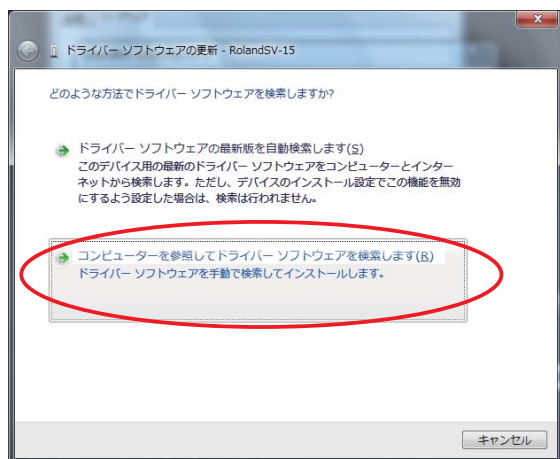 ドライバー ソフトウェアの更新 - RolandSV-15
どのような方法でドライバー ソフトウェアを検索しますか?
ドライバー ソフトウェアの最新版を自動検索します(S)
このデバイス用の最新のドライバー ソフトウェアをコンピューターとインター
ネットから検索します。ただし、デバイスのインストール設定でこの機能を無効
にするよう設定した場合は、検索は行われません。
コンピューターを参照してドライバー ソフトウェアを検索します(R)
ドライバー ソフトウェアを手動で検索してインストールします。
キャンセル